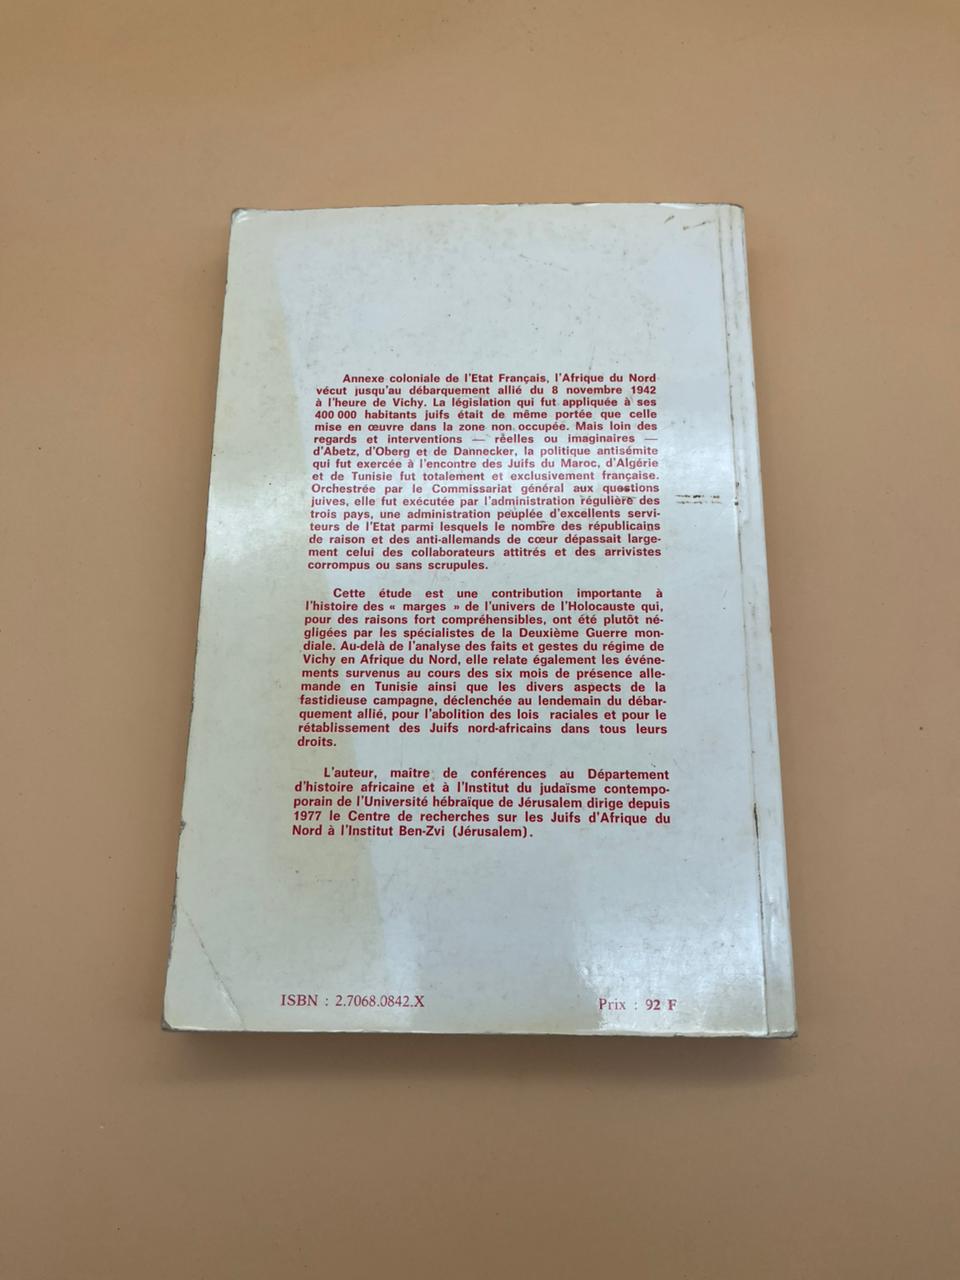 Annexe coloniale de l'Etat Français, l'Afrique du Nord
vécut jusqu'au débarquement allié du 8 novembre 1942
à l'heure de Vichy. La législation qui fut appliquée à ses
400 000 habitants juifs était de même portée que celle
mise en œuvre dans la zone non occupée. Mais loin des
regards et interventions — réelles ou imaginaires —
d'Abetz, d'Oberg et de Dannecker, la politique antisémite
qui fut exercée à l'encontre des Juifs du Maroc, d'Algérie
et de Tunisie fut totalement et exclusivement française.
Orchestrée par le Commissariat général aux questions
juives, elle fut exécutée par l'administration régulière des
trois pays, une administration peuplée d'excellents servi-
teurs de l'Etat parmi lesquels le nombre des républicains
de raison et des anti-allemands de cœur dépassait large-
ment celui des collaborateurs attitrés et des arrivistes
corrompus ou sans scrupules.
Cette étude est une contribution importante à
l'histoire des « marges » de l'univers de l'Holocauste qui,
pour des raisons fort compréhensibles, ont été plutôt né-
gligées par les spécialistes de la Deuxième Guerre mon-
diale. Au-delà de l'analyse des faits et gestes du régime de
Vichy en Afrique du Nord, elle relate également les événe-
ments survenus au cours des six mois de présence alle-
mande en Tunisie ainsi que les divers aspects de la
fastidieuse campagne, déclenchée au lendemain du débar-
quement allié, pour l'abolition des lois raciales et pour le
rétablissement des Juifs nord-africains dans tous leurs
droits.
L'auteur, maître de conférences au Département
d'histoire africaine et à l'Institut du judaïsme contempo-
porain de l'Université hébraïque de Jérusalem dirige depuis
1977 le Centre de recherches sur les Juifs d'Afrique du
Nord à l'Institut Ben-Zvi (Jérusalem).
ISBN : 2.7068.0842.X
Prix : 92 F